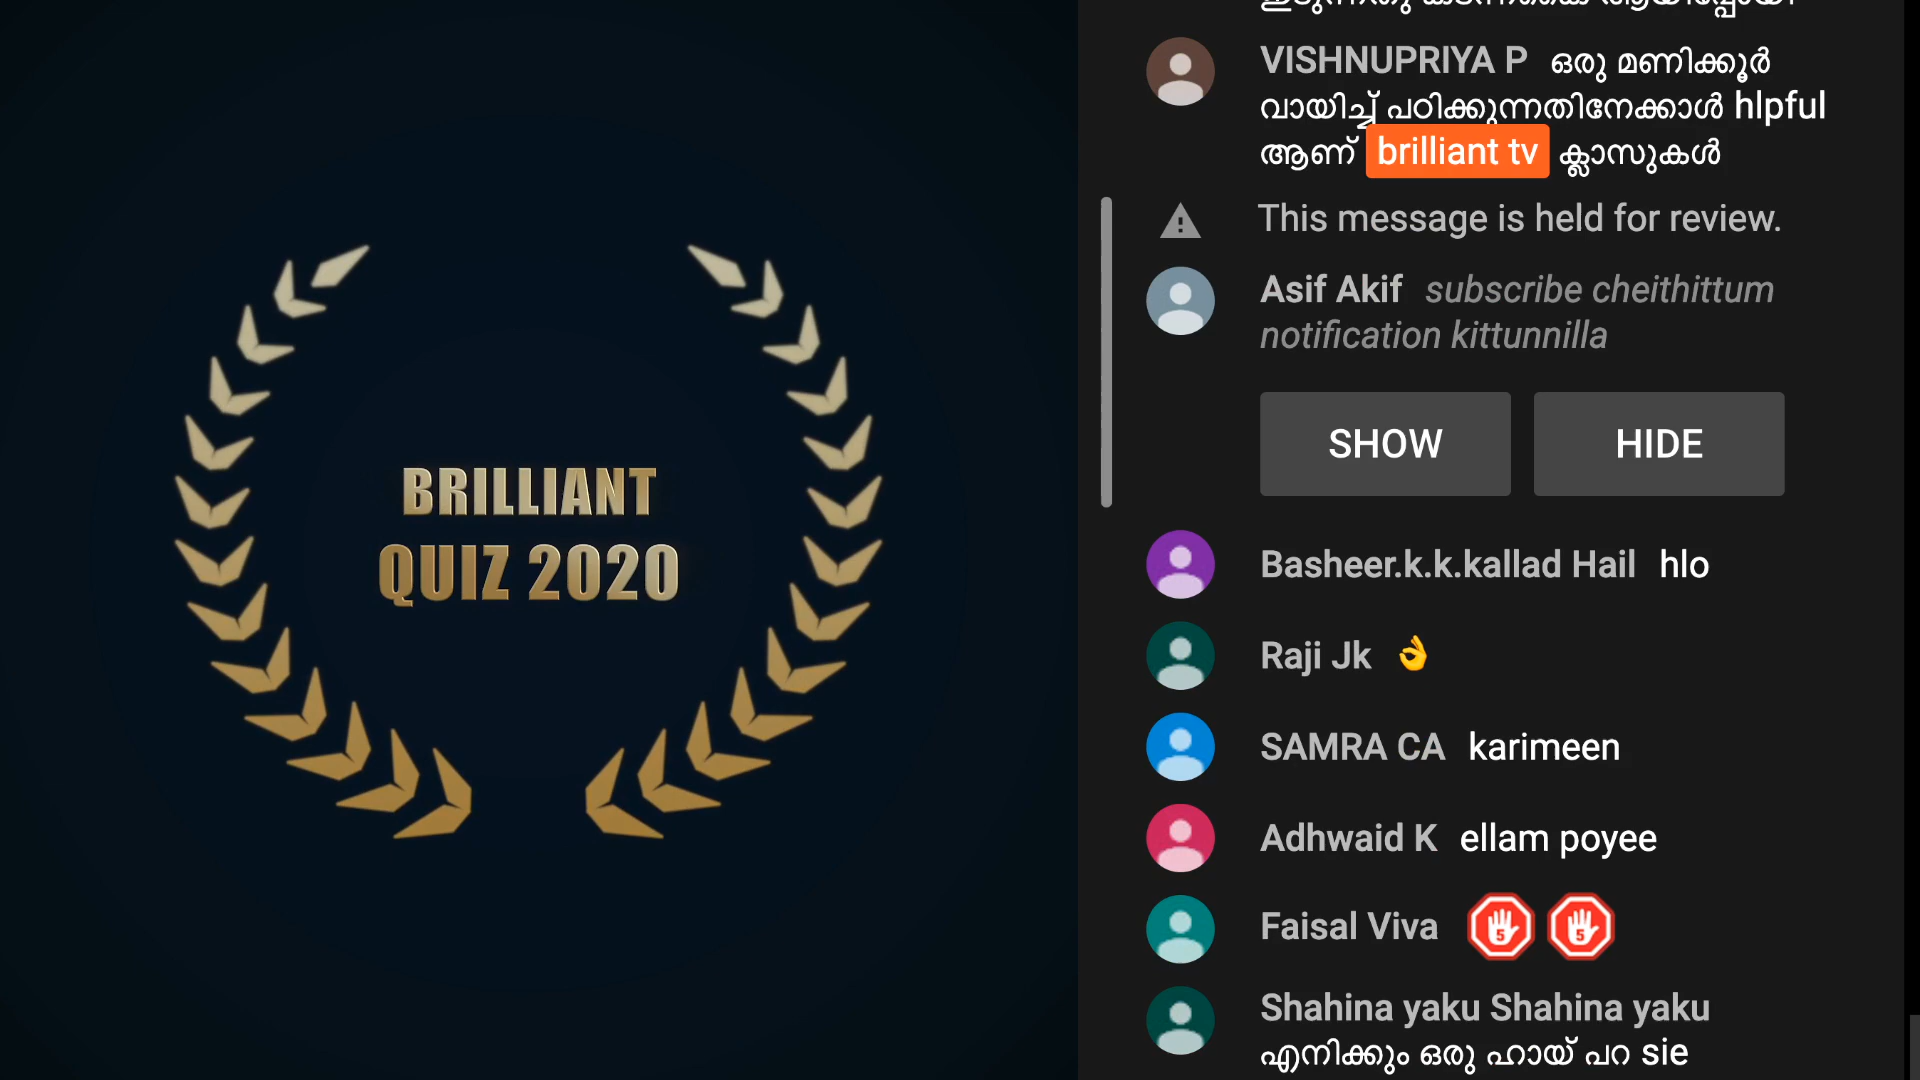 BRILLIANT
QUIZ 2020
VISHNUPRIYA P ഒരു മണിക്കൂർ
വായിച്ച് പഠിക്കുന്നതിനേക്കാൾ hlpful
ആണ് brilliant tv ക്ലാസുകൾ
This message is held for review.
Asif Akif subscribe cheithittum
notification kittunnilla
SHOW HIDE
Basheer.k.k.kallad Hail hlo
Raji Jk 👌
SAMRA CA karimeen
Adhwaid K ellam poyee
Faisal Viva 5 5
Shahina yaku Shahina yaku
എനിക്കും ഒരു ഹായ് പറ sie